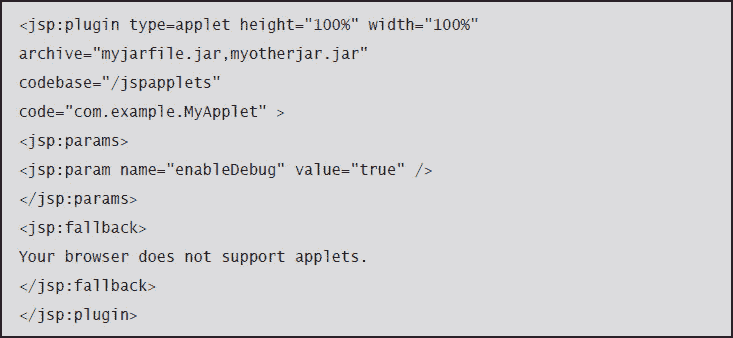 <jsp:plugin type=applet height="100%" width="100%"
archive="myjarfile.jar,myotherjar.jar"
codebase="/jspapplets"
code="com.example.MyApplet" >
<jsp:params>
<jsp:param name="enableDebug" value="true" />
</jsp:params>
<jsp:fallback>
Your browser does not support applets.
</jsp:fallback>
</jsp:plugin>